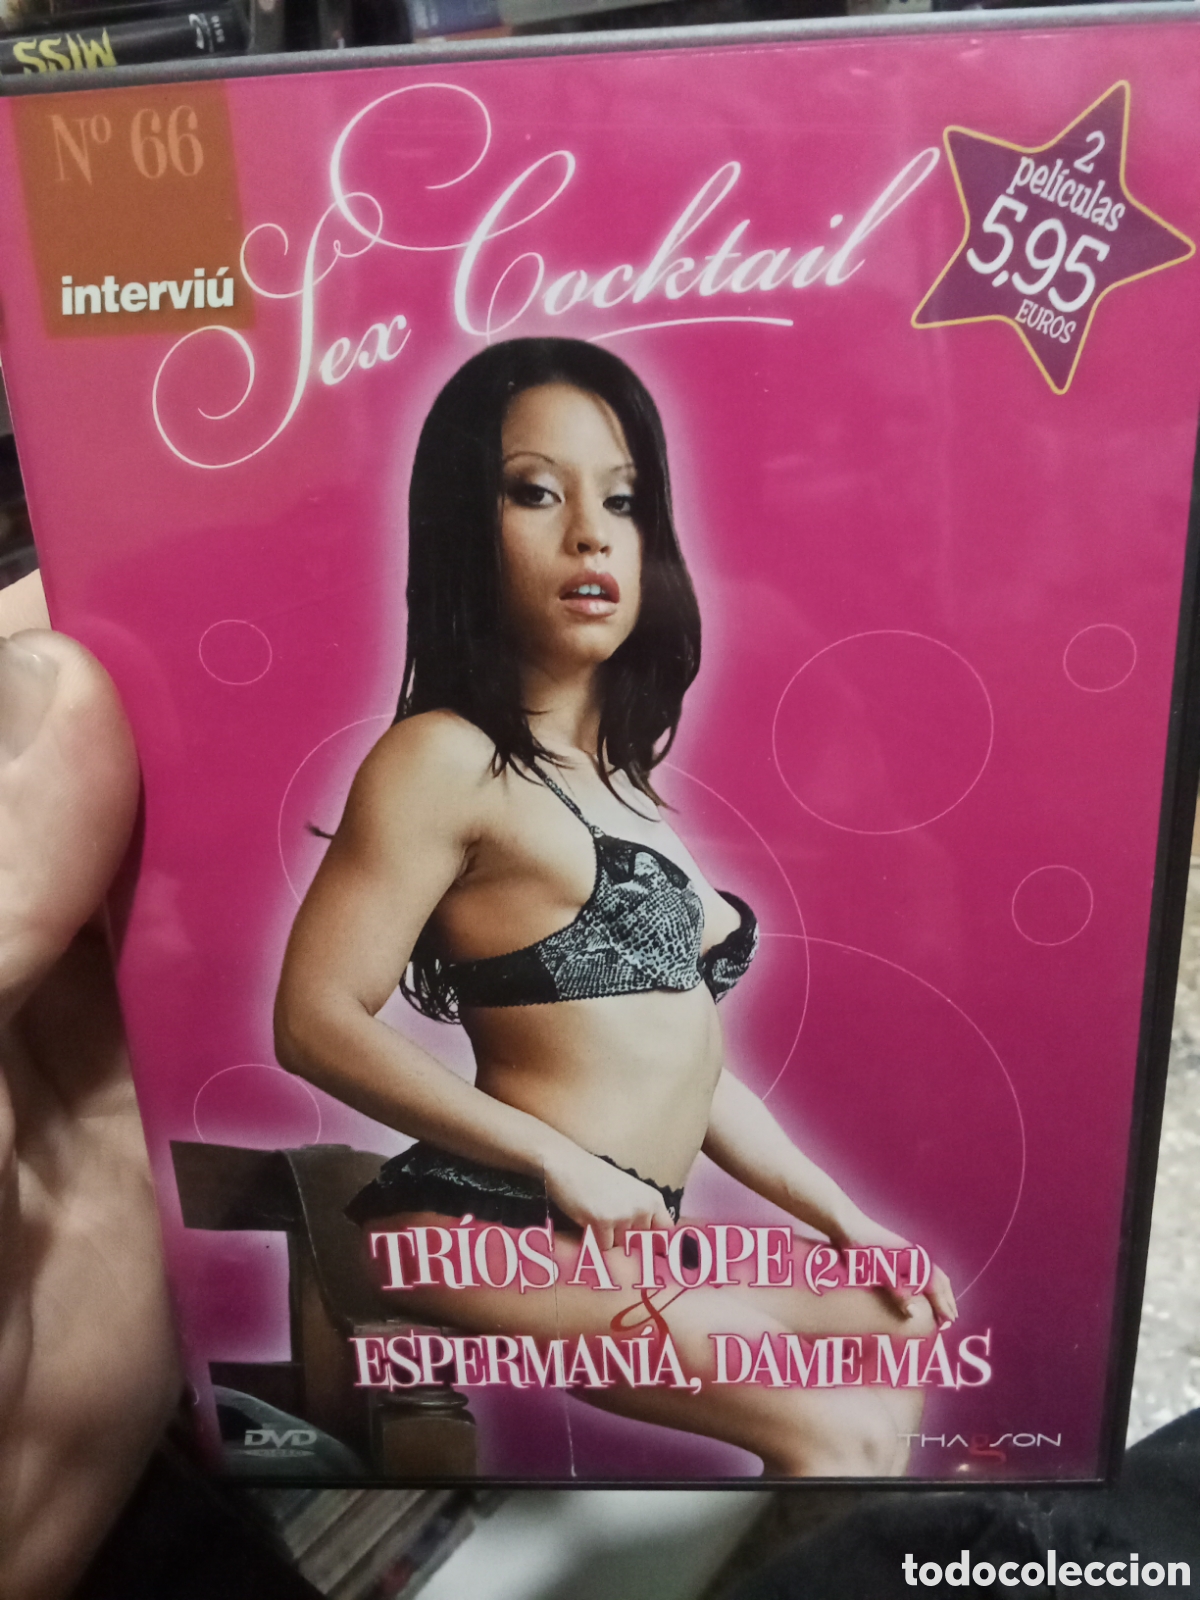 MISS
Nº 66
interviú
Sex Cocktail
2
películas
5,95
EUROS
TRÍOS A TOPE (2 EN 1)
&
ESPERMANÍA, DAME MÁS
DVD
VIDEO
THAGSON
todocoleccion